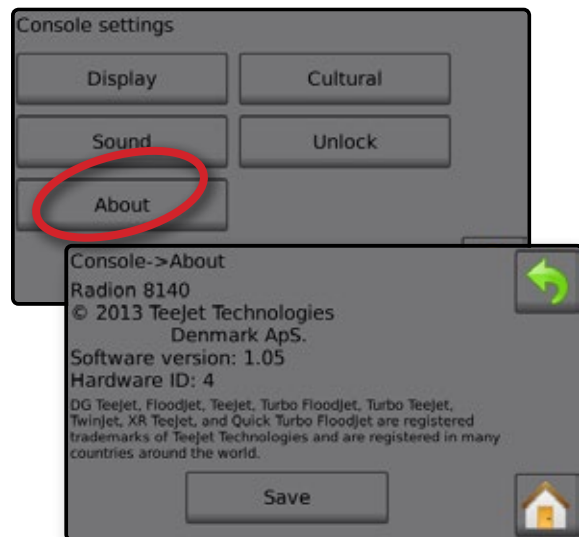 Console settings
Display
Cultural
Sound
Unlock
About
Console->About
Radion 8140
© 2013 TeeJet Technologies
Denmark ApS.
Software version: 1.05
Hardware ID: 4
DG TeeJet, FloodJet, TeeJet, Turbo FloodJet, Turbo TeeJet,
TwinJet, XR TeeJet, and Quick Turbo FloodJet are registered
trademarks of TeeJet Technologies and are registered in many
countries around the world.
Save